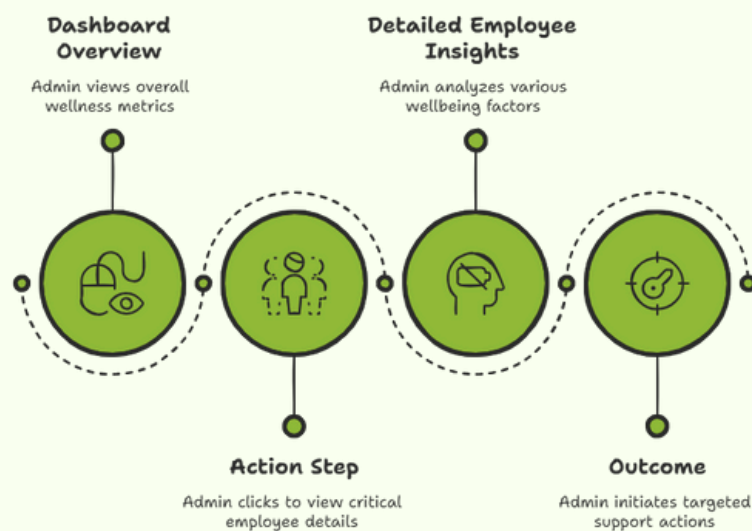 Dashboard
Overview
Admin views overall
wellness metrics
Detailed Employee
Insights
Admin analyzes various
wellbeing factors
Action Step
Admin clicks to view critical
employee details
Outcome
Admin initiates targeted
support actions